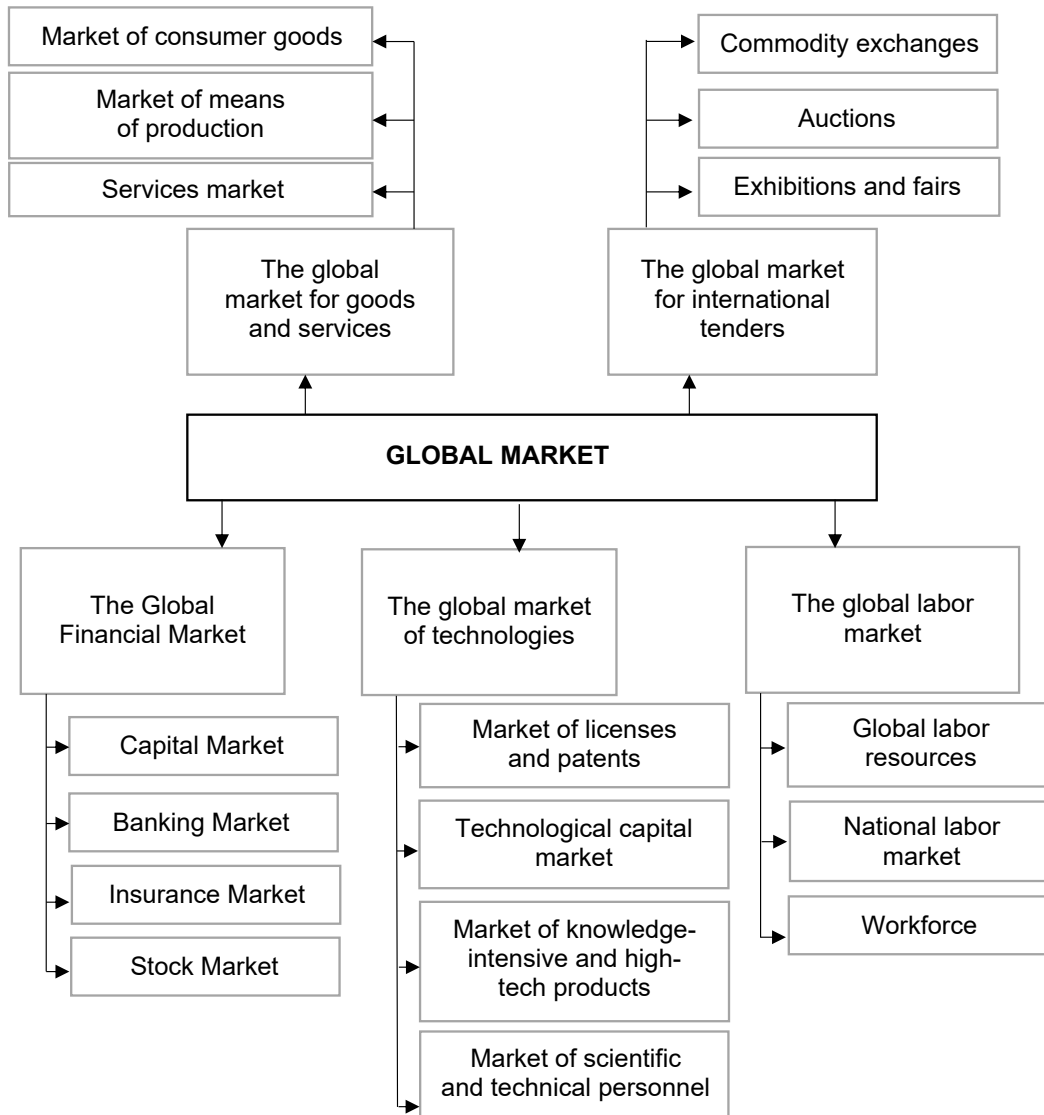 Market of consumer goods
Market of means
of production
Services market
Commodity exchanges
Auctions
Exhibitions and fairs
The global
market for goods
and services
The global market
for international
tenders
GLOBAL MARKET
The Global
Financial Market
Capital Market
Banking Market
Insurance Market
Stock Market
The global market
of technologies
Market of licenses
and patents
Technological capital
market
Market of knowledge-
intensive and high-
tech products
Market of scientific
and technical personnel
The global labor
market
Global labor
resources
National labor
market
Workforce